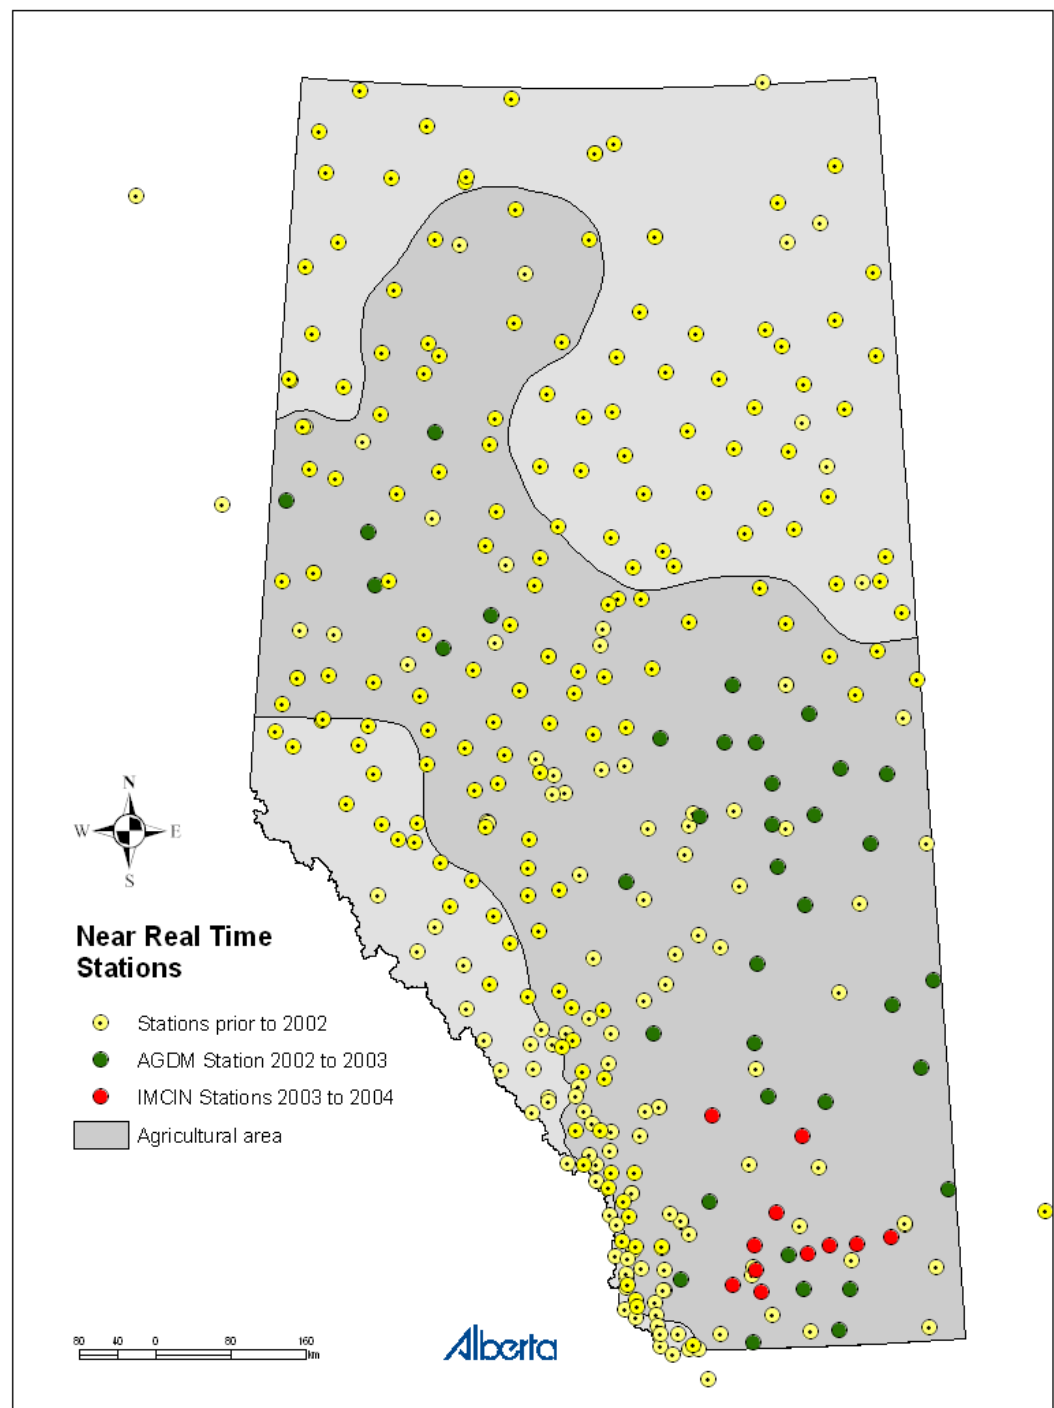 N
W E
S
Near Real Time
Stations
Stations prior to 2002
AGDM Station 2002 to 2003
IMCIN Stations 2003 to 2004
Agricultural area
80 40 0 80 160
km
Alberta